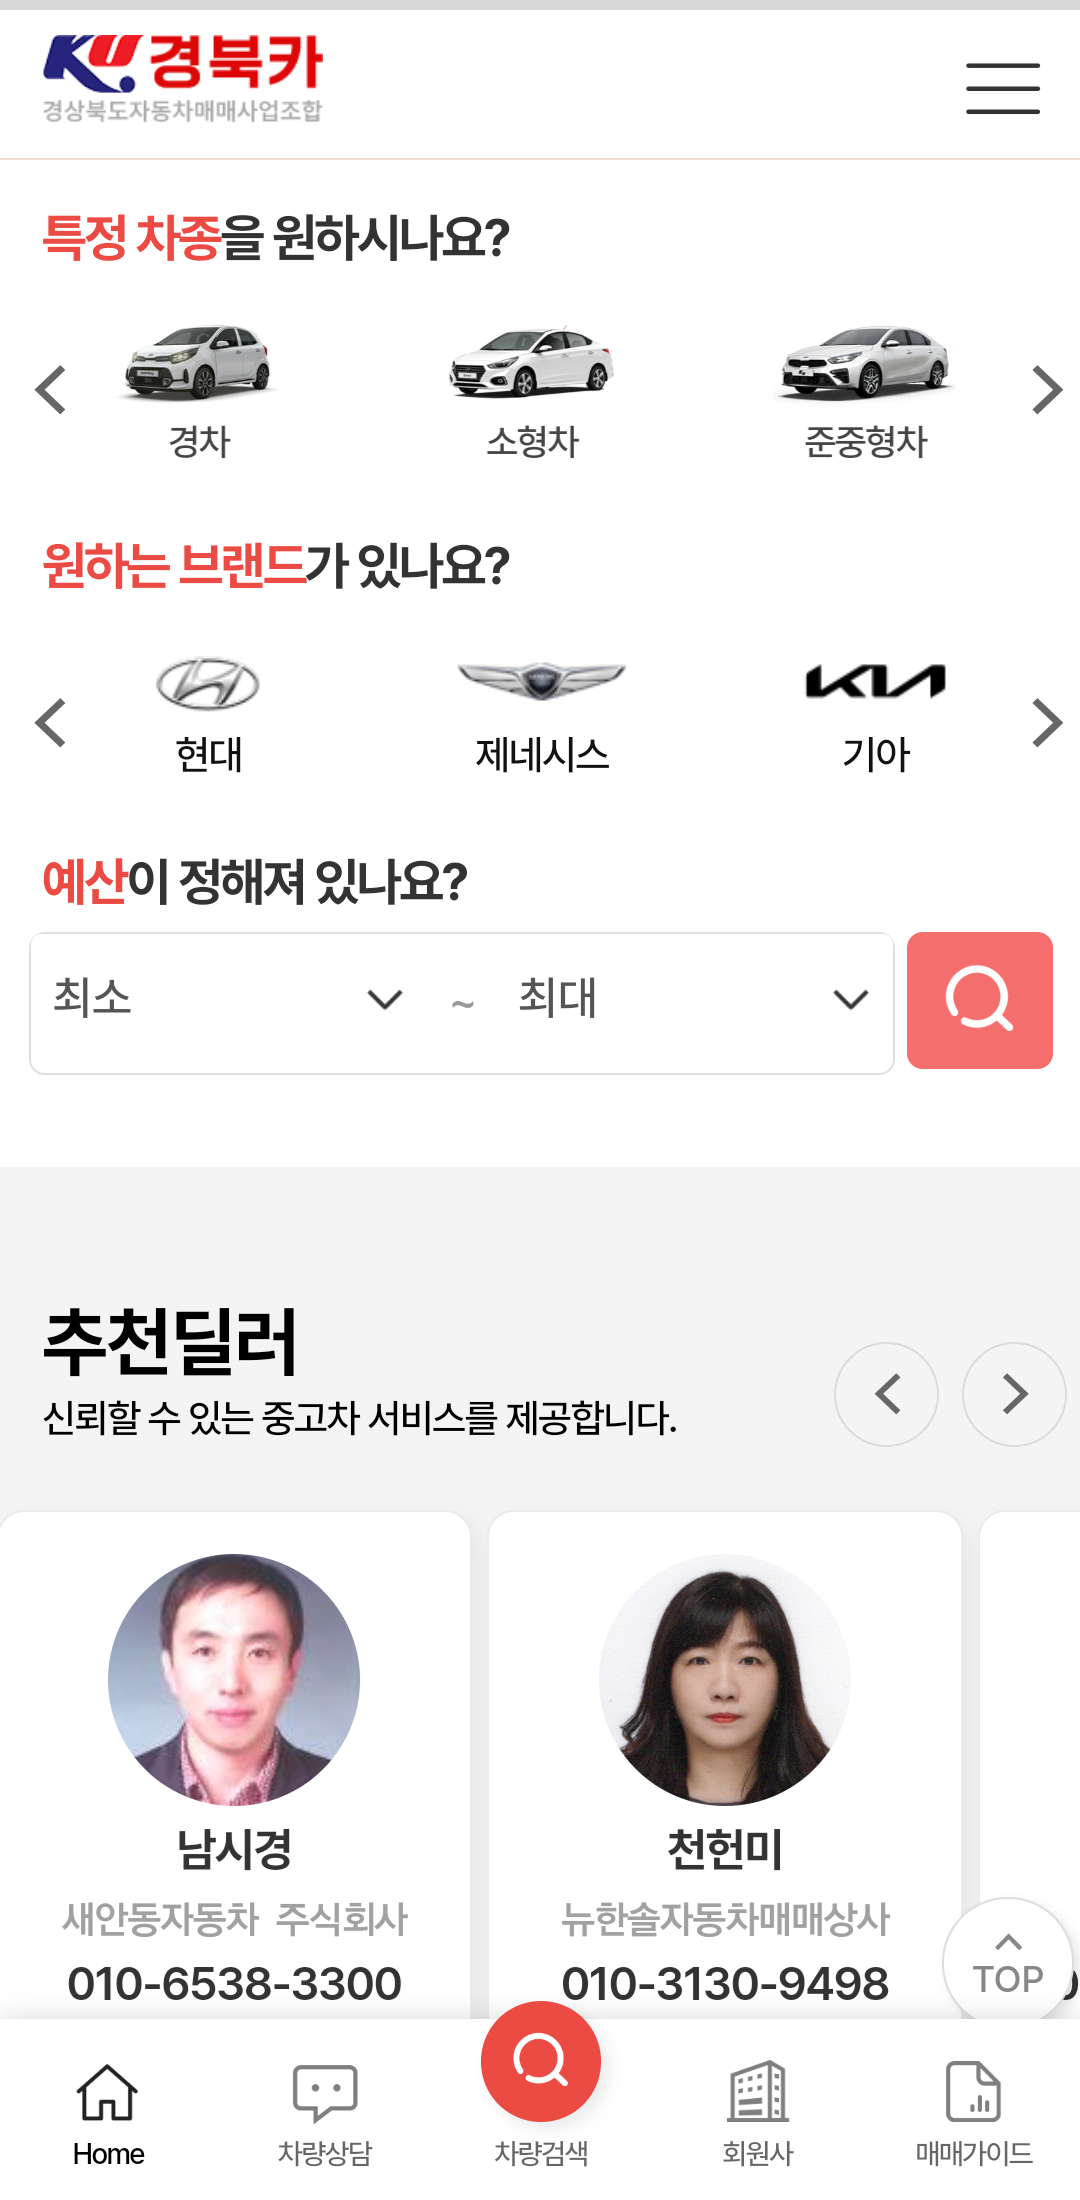 KU 경북카
경상북도자동차매매사업조합
특정 차종을 원하시나요?
경차 소형차 준중형차
원하는 브랜드가 있나요?
현대 제네시스 기아
예산이 정해져 있나요?
최소 ~ 최대
추천딜러
신뢰할 수 있는 중고차 서비스를 제공합니다.
남시경 천헌미
새안동자동차 주식회사 뉴한솔자동차매매상사
010-6538-3300 010-3130-9498
TOP
Home 차량상담 차량검색 회원사 매매가이드